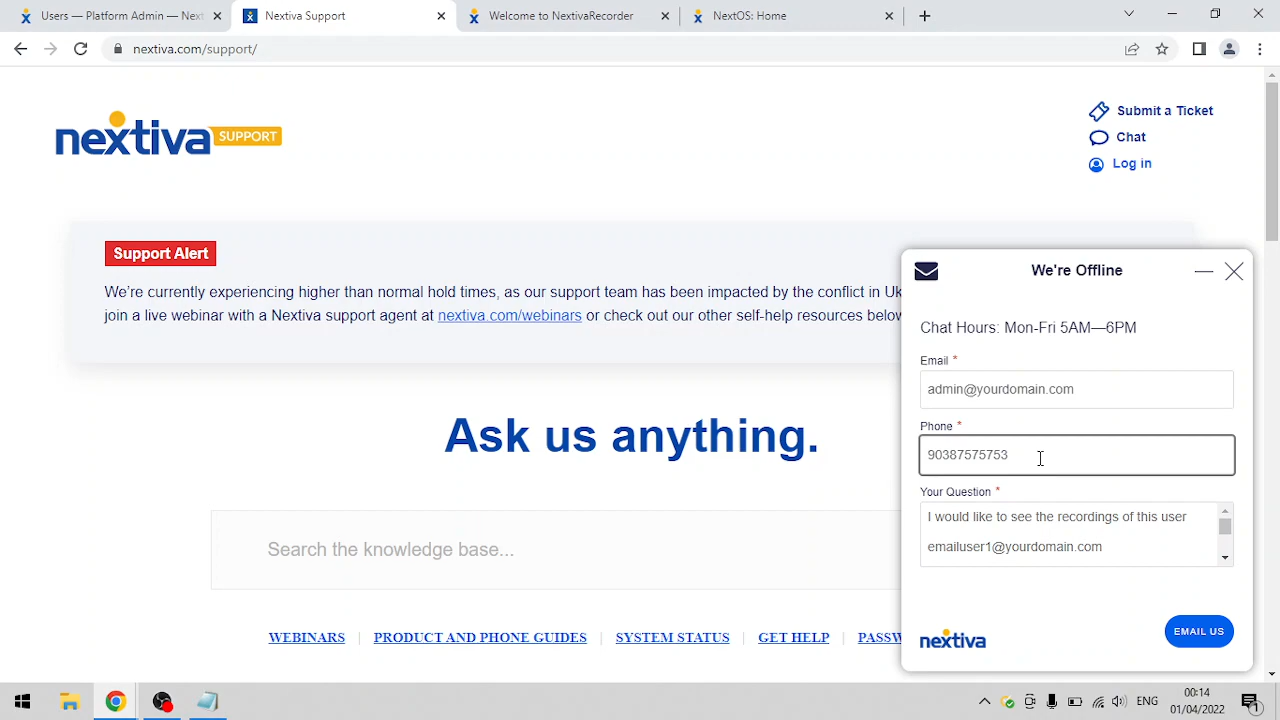 Users — Platform Admin — Next
Nextiva Support
Welcome to NextivaRecorder
NextOS: Home
nextiva.com/support/
nextiva SUPPORT
Submit a Ticket
Chat
Log in
Support Alert
We're currently experiencing higher than normal hold times, as our support team has been impacted by the conflict in Uk
join a live webinar with a Nextiva support agent at nextiva.com/webinars or check out our other self-help resources below
Ask us anything.
Search the knowledge base...
WEBINARS | PRODUCT AND PHONE GUIDES | SYSTEM STATUS | GET HELP | PASSW
We're Offline
Chat Hours: Mon-Fri 5AM—6PM
Email *
admin@yourdomain.com
Phone *
90387575753
Your Question *
I would like to see the recordings of this user
emailuser1@yourdomain.com
nextiva
EMAIL US
ENG
00:14
01/04/2022
1